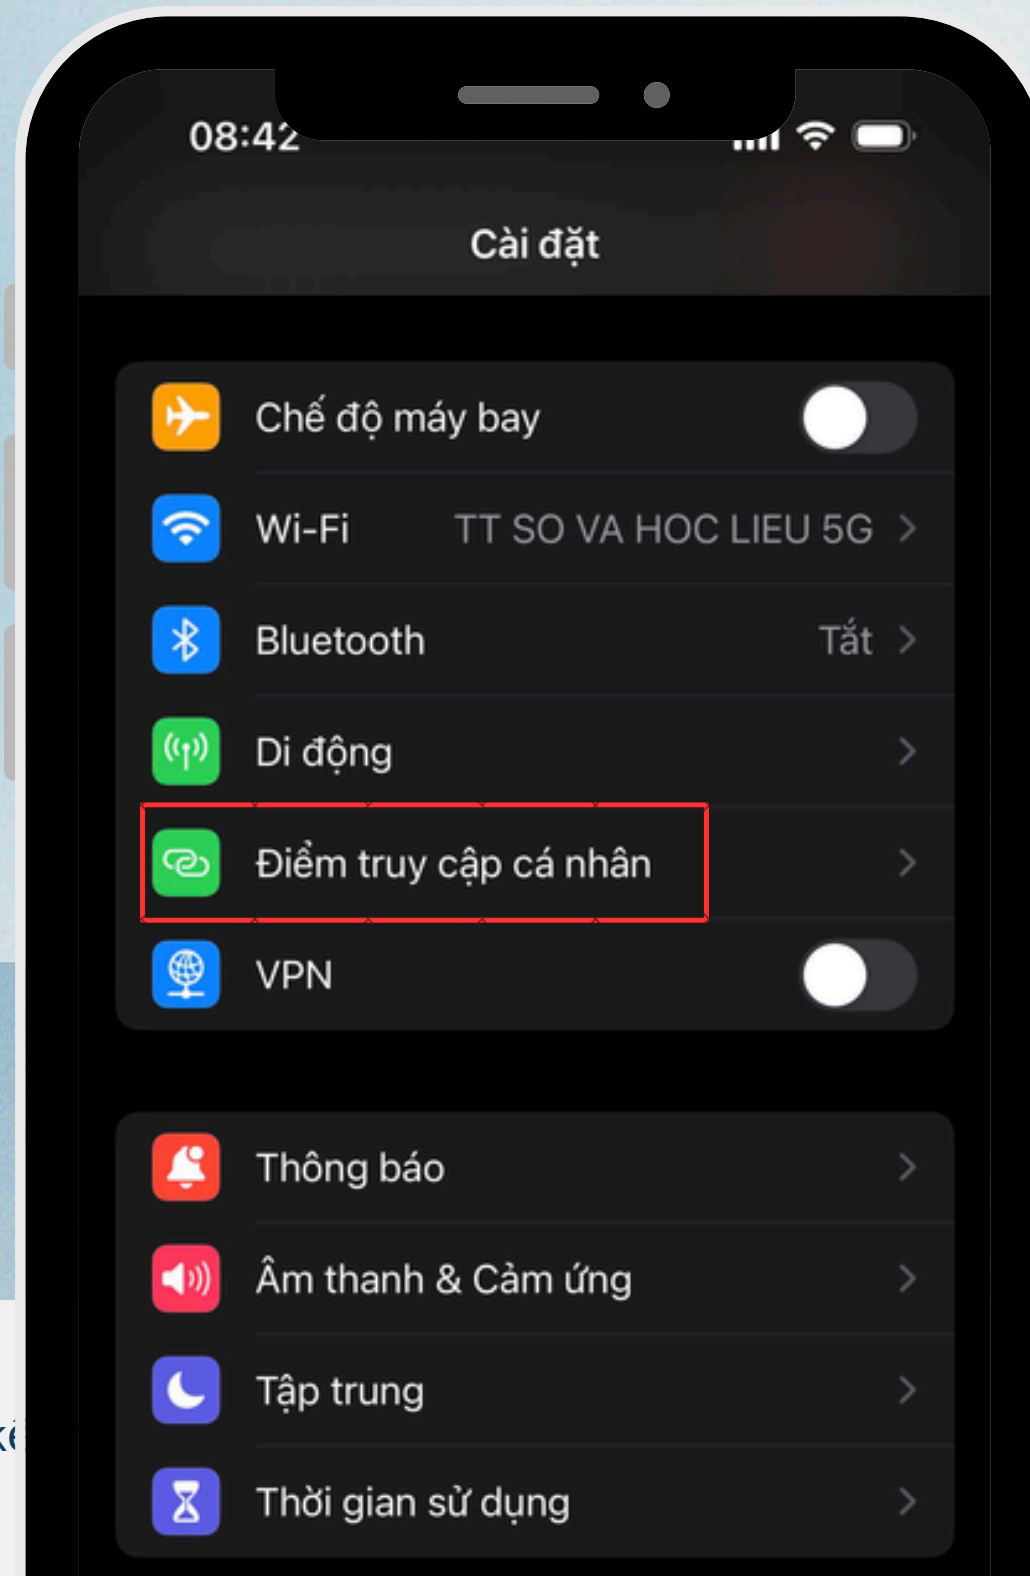 08:42
Cài đặt
Chế độ máy bay
Wi-Fi TT SO VA HOC LIEU 5G
Bluetooth Tắt
Di động
Điểm truy cập cá nhân
VPN
Thông báo
Âm thanh & Cảm ứng
Tập trung
Thời gian sử dụng